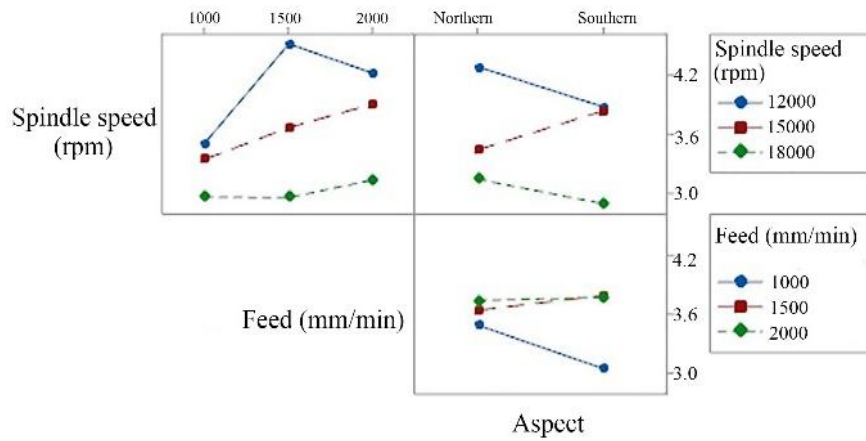 1000 1500 2000 Northern Southern
Spindle speed
(rpm)
4.2
3.6
3.0
Spindle speed
(rpm)
12000
15000
18000
Feed (mm/min)
4.2
3.6
3.0
Feed (mm/min)
1000
1500
2000
Aspect